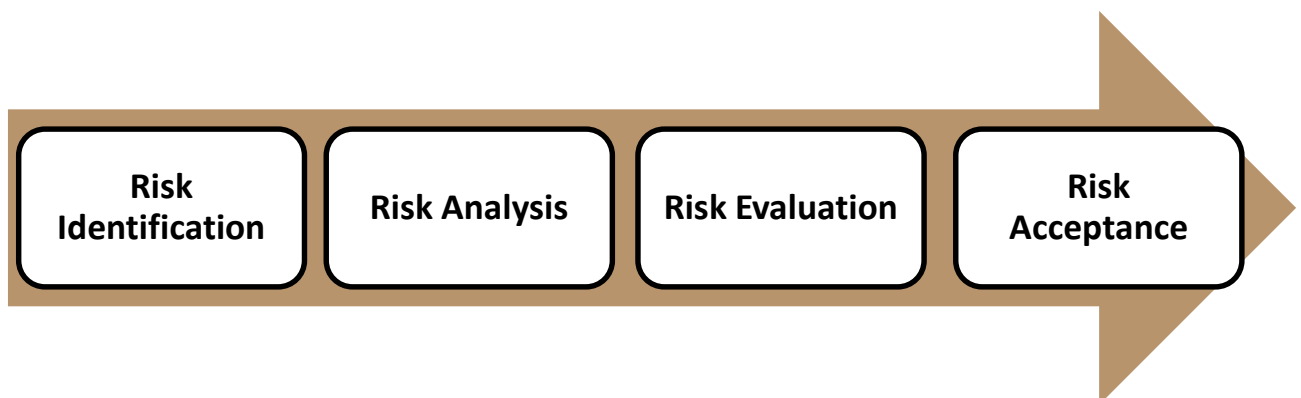 Risk
Identification
Risk Analysis
Risk Evaluation
Risk
Acceptance